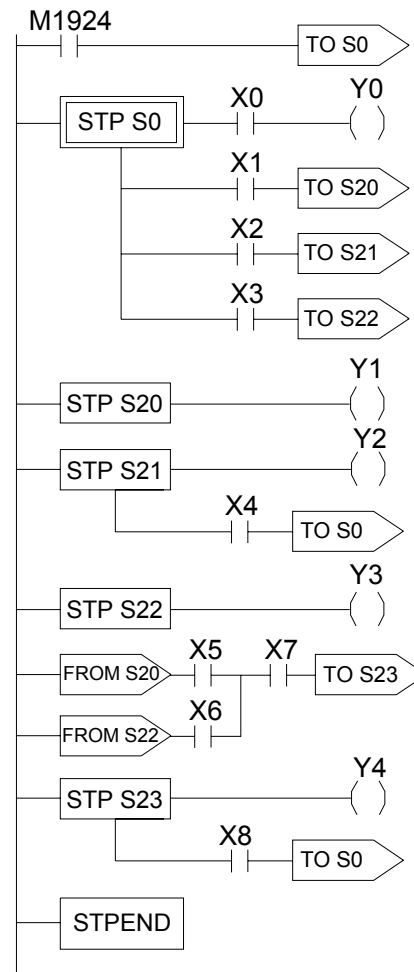 M1924
TO S0
STP S0
X0
Y0
X1
TO S20
X2
TO S21
X3
TO S22
STP S20
Y1
STP S21
Y2
X4
TO S0
STP S22
Y3
FROM S20
X5
X7
TO S23
FROM S22
X6
STP S23
Y4
X8
TO S0
STPEND